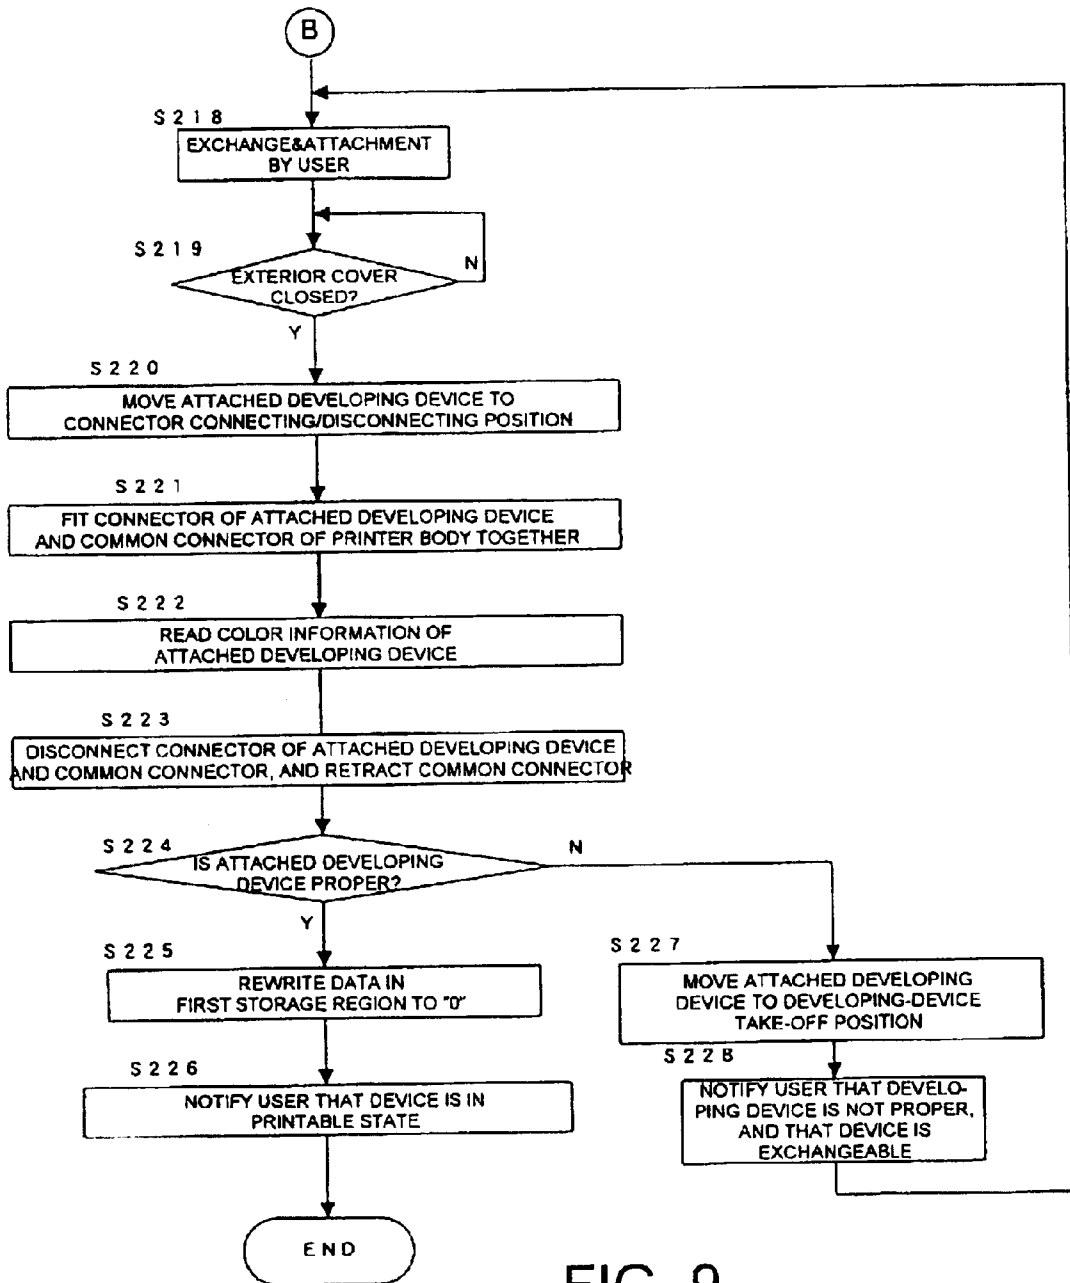 B
S218
EXCHANGE&ATTACHMENT
BY USER
S219
EXTERIOR COVER
CLOSED?
N
Y
S220
MOVE ATTACHED DEVELOPING DEVICE TO
CONNECTOR CONNECTING/DISCONNECTING POSITION
S221
FIT CONNECTOR OF ATTACHED DEVELOPING DEVICE
AND COMMON CONNECTOR OF PRINTER BODY TOGETHER
S222
READ COLOR INFORMATION OF
ATTACHED DEVELOPING DEVICE
S223
DISCONNECT CONNECTOR OF ATTACHED DEVELOPING DEVICE
AND COMMON CONNECTOR, AND RETRACT COMMON CONNECTOR
S224
IS ATTACHED DEVELOPING
DEVICE PROPER?
N
Y
S225
REWRITE DATA IN
FIRST STORAGE REGION TO "0"
S226
NOTIFY USER THAT DEVICE IS IN
PRINTABLE STATE
END
S227
MOVE ATTACHED DEVELOPING
DEVICE TO DEVELOPING-DEVICE
TAKE-OFF POSITION
S228
NOTIFY USER THAT DEVELO-
PING DEVICE IS NOT PROPER,
AND THAT DEVICE IS
EXCHANGEABLE
FIG. 9